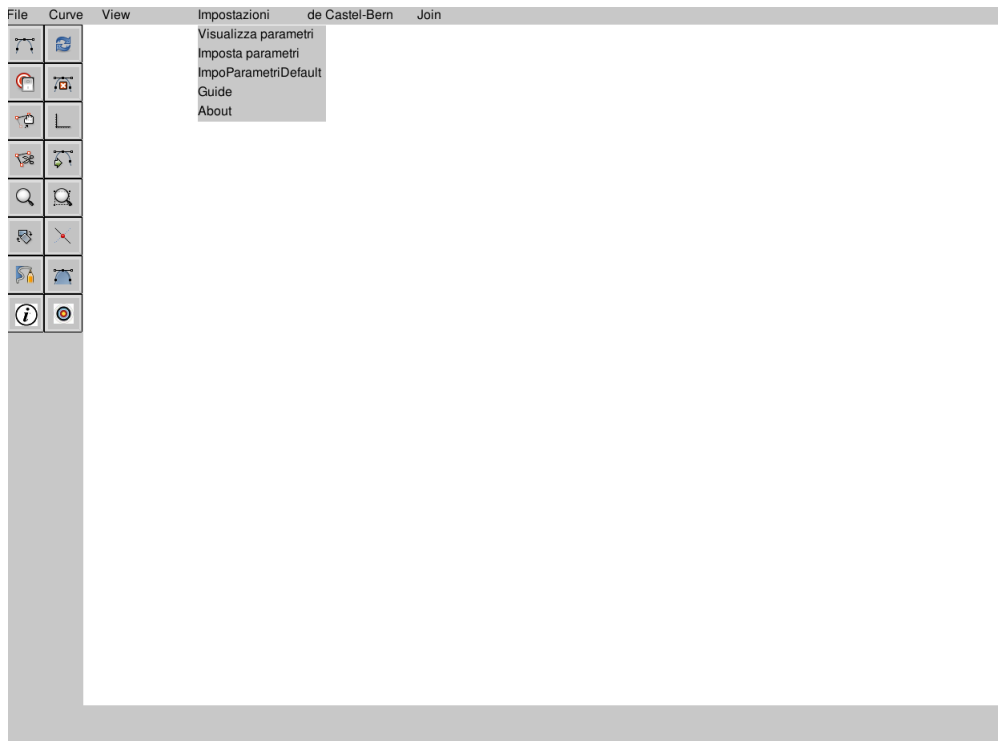 File Curve View Impostazioni de Castel-Bern Join
Visualizza parametri
Imposta parametri
ImpoParametriDefault
Guide
About
i